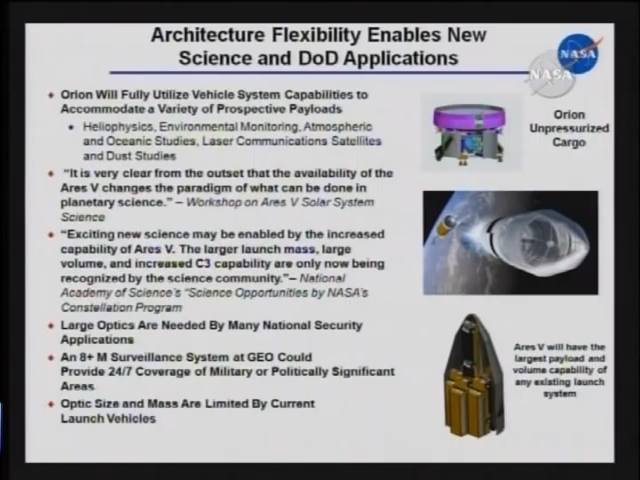 Architecture Flexibility Enables New
Science and DoD Applications
NASA
NASA
Orion Will Fully Utilize Vehicle System Capabilities to
Accommodate a Variety of Prospective Payloads
Heliophysics, Environmental Monitoring, Atmospheric
and Oceanic Studies, Laser Communications Satellites
and Dust Studies
"It is very clear from the outset that the availability of the
Ares V changes the paradigm of what can be done in
planetary science." – Workshop on Ares V Solar System
Science
"Exciting new science may be enabled by the increased
capability of Ares V. The larger launch mass, large
volume, and increased C3 capability are only now being
recognized by the science community."– National
Academy of Science's "Science Opportunities by NASA's
Constellation Program
Large Optics Are Needed By Many National Security
Applications
An 8+ M Surveillance System at GEO Could
Provide 24/7 Coverage of Military or Politically Significant
Areas
Optic Size and Mass Are Limited By Current
Launch Vehicles
Orion
Unpressurized
Cargo
Ares V will have the
largest payload and
volume capability of
any existing launch
system